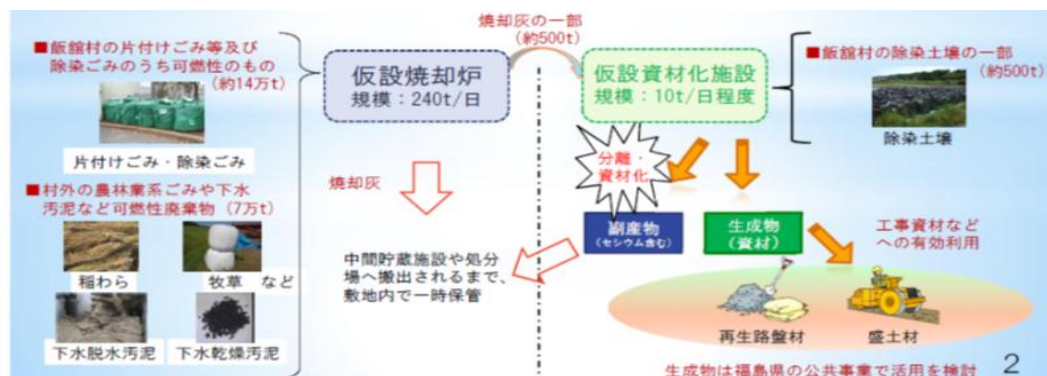 ■飯舘村の片付けごみ等及び
除染ごみのうち可燃性のもの
(約14万t)
片付けごみ・除染ごみ
■村外の農林業系ごみや下水
汚泥など可燃性廃棄物（7万t）
稲わら
牧草 など
下水脱水汚泥
下水乾燥汚泥
仮設焼却炉
規模：240t/日
焼却灰の一部
(約500t)
仮設資材化施設
規模：10t/日程度
■飯舘村の除染土壌の一部
(約500t)
除染土壌
焼却灰
分離・
資材化
副産物
(セシウム含む)
生成物
(資材)
中間貯蔵施設や処分
場へ搬出されるまで、
敷地内で一時保管
工事資材など
への有効利用
再生路盤材
盛土材
生成物は福島県の公共事業で活用を検討
2